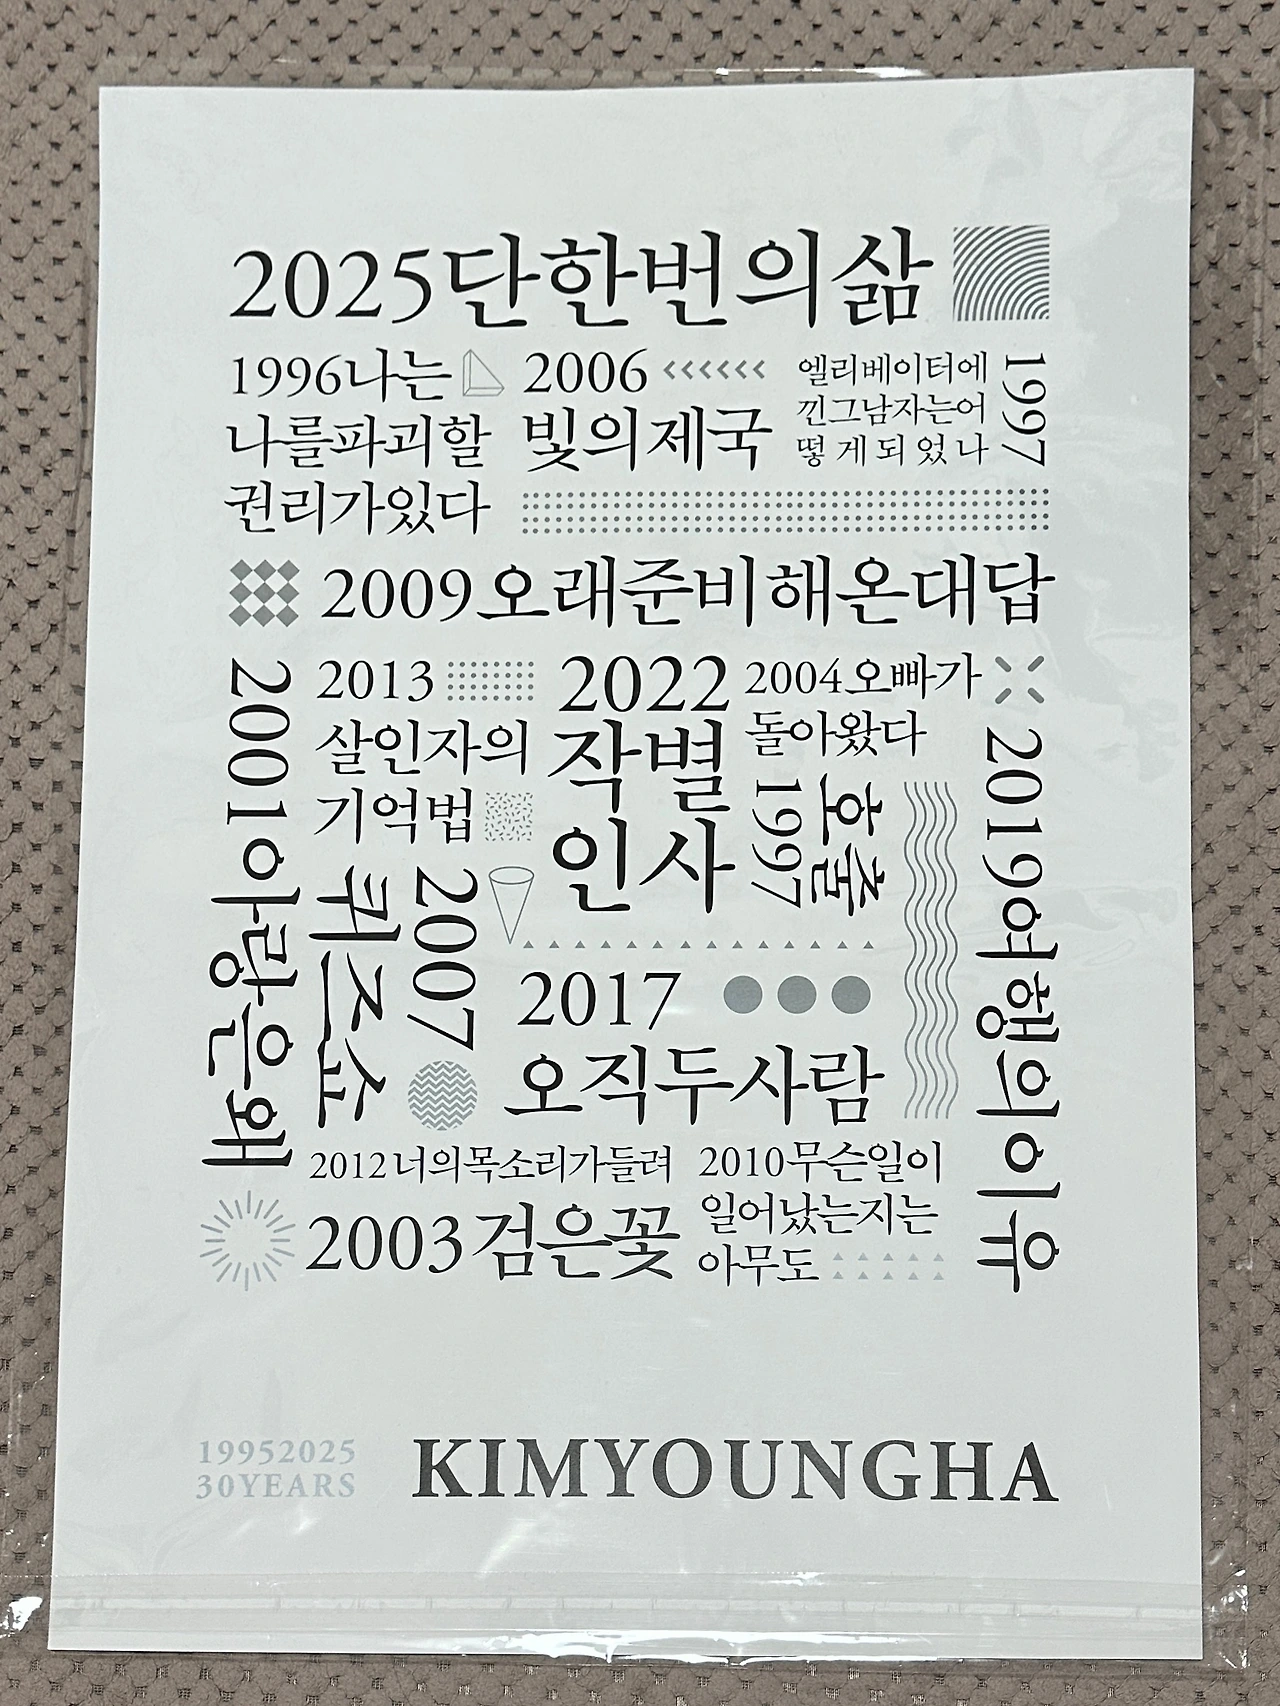 2025단한번의삶
1996나는
나를파괴할
권리가있다
2006
빛의제국
엘리베이터에
낀그남자는어
떻게되었나
1997
2009오래준비해온대답
2001아랑은왜
2013
살인자의
기억법
2022
작별
인사
2004오빠가
돌아왔다
호출
1997
2019여행의이유
2007
퀴즈쇼
2017
오직두사람
2012너의목소리가들려
2003검은꽃
2010무슨일이
일어났는지는
아무도
19952025
30YEARS
KIMYOUNGHA